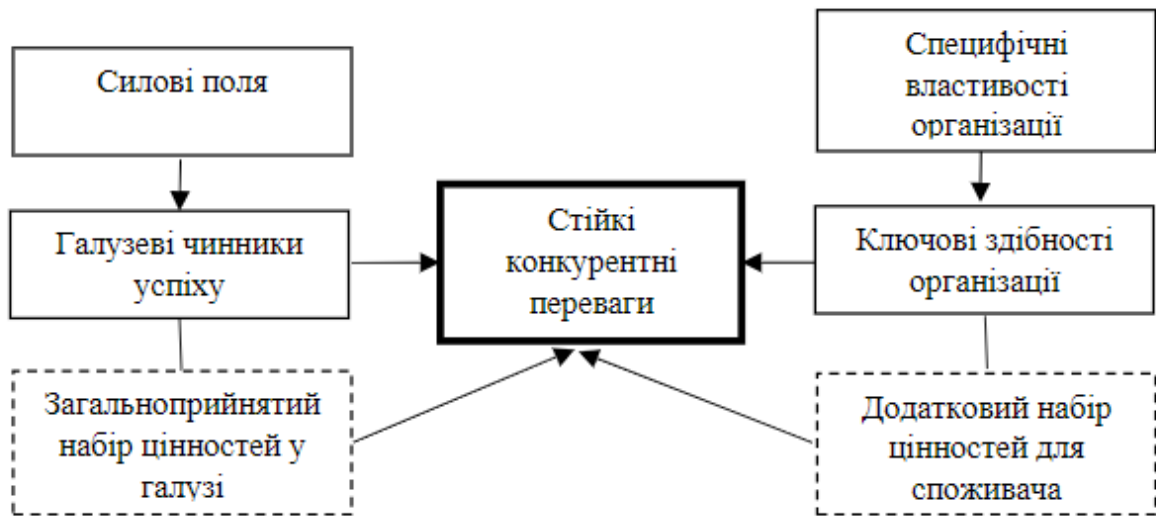 Силові поля
Специфічні
властивості
організації
Галузеві чинники
успіху
Стійкі
конкурентні
переваги
Ключові здібності
організації
Загальноприйнятий
набір цінностей у
галузі
Додатковий набір
цінностей для
споживача